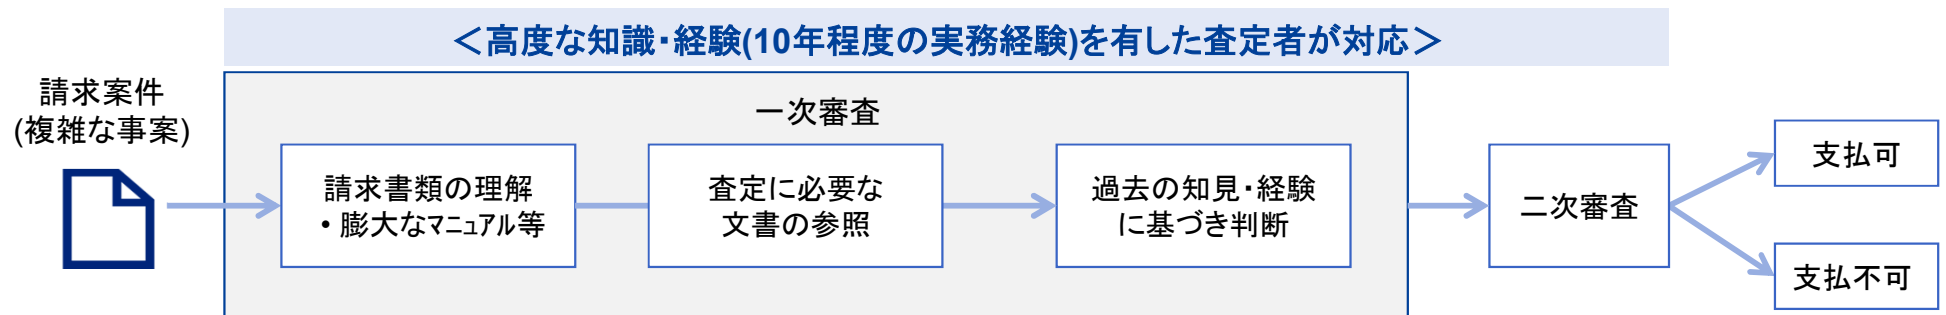 ＜高度な知識・経験(10年程度の実務経験)を有した査定者が対応＞
請求案件
(複雑な事案)
一次審査
請求書類の理解
・膨大なマニュアル等
査定に必要な
文書の参照
過去の知見・経験
に基づき判断
二次審査
支払可
支払不可